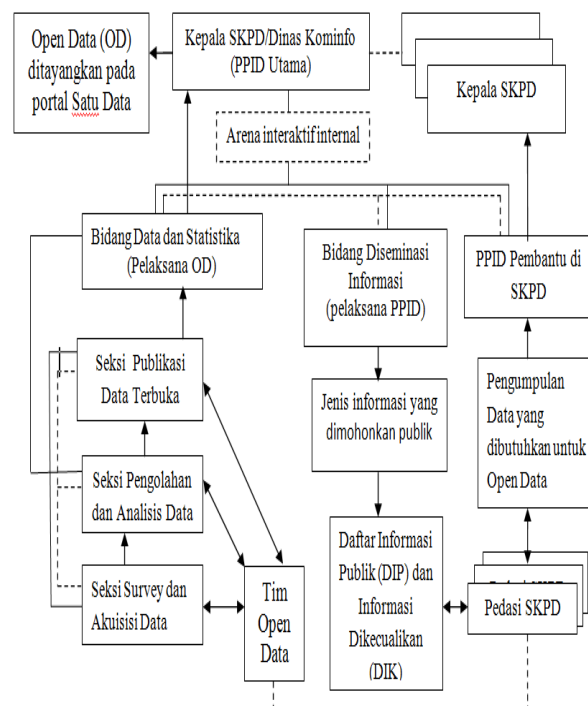 Open Data (OD)
ditayangkan pada
portal Satu Data
Kepala SKPD/Dinas Kominfo
(PPID Utama)
Kepala SKPD
Arena interaktif internal
Bidang Data dan Statistika
(Pelaksana OD)
Bidang Diseminasi
Informasi
(pelaksana PPID)
PPID Pembantu di
SKPD
Seksi Publikasi
Data Terbuka
Jenis informasi yang
dimohonkan publik
Pengumpulan
Data yang
dibutuhkan untuk
Open Data
Seksi Pengolahan
dan Analisis Data
Daftar Informasi
Publik (DIP) dan
Informasi
Dikecualikan
(DIK)
Seksi Survey dan
Akuisisi Data
Tim
Open
Data
Pedasi SKPD